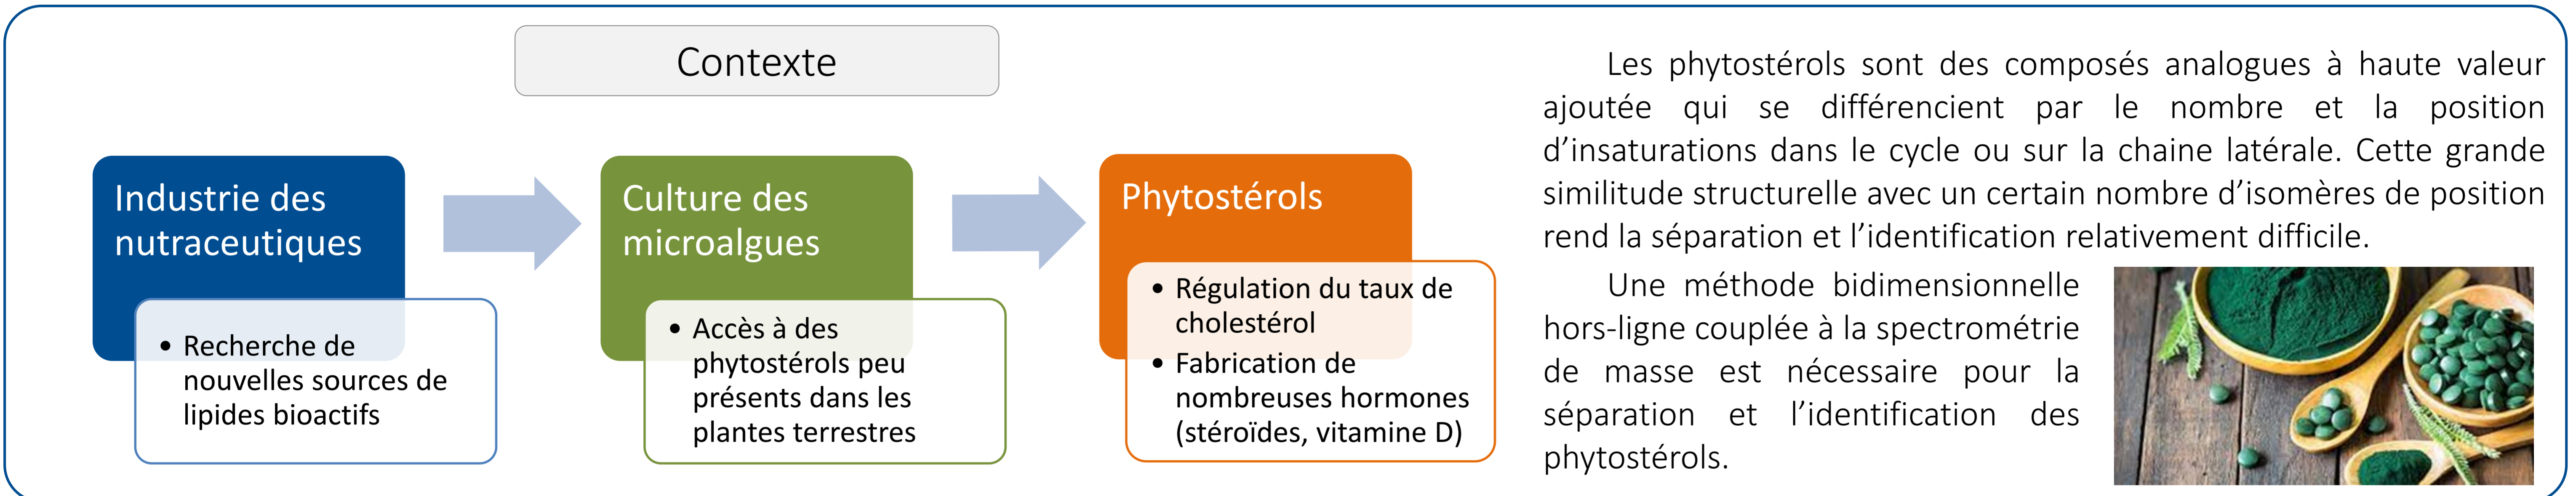 Contexte
Industrie des
nutraceutiques
• Recherche de
nouvelles sources de
lipides bioactifs
Culture des
microalgues
• Accès à des
phytostérols peu
présents dans les
plantes terrestres
Phytostérols
• Régulation du taux de
cholestérol
• Fabrication de
nombreuses hormones
(stéroïdes, vitamine D)
Les phytostérols sont des composés analogues à haute valeur
ajoutée qui se différencient par le nombre et la position
d’insaturations dans le cycle ou sur la chaine latérale. Cette grande
similitude structurelle avec un certain nombre d’isomères de position
rend la séparation et l’identification relativement difficile.
Une méthode bidimensionnelle
hors-ligne couplée à la spectrométrie
de masse est nécessaire pour la
séparation et l’identification des
phytostérols.